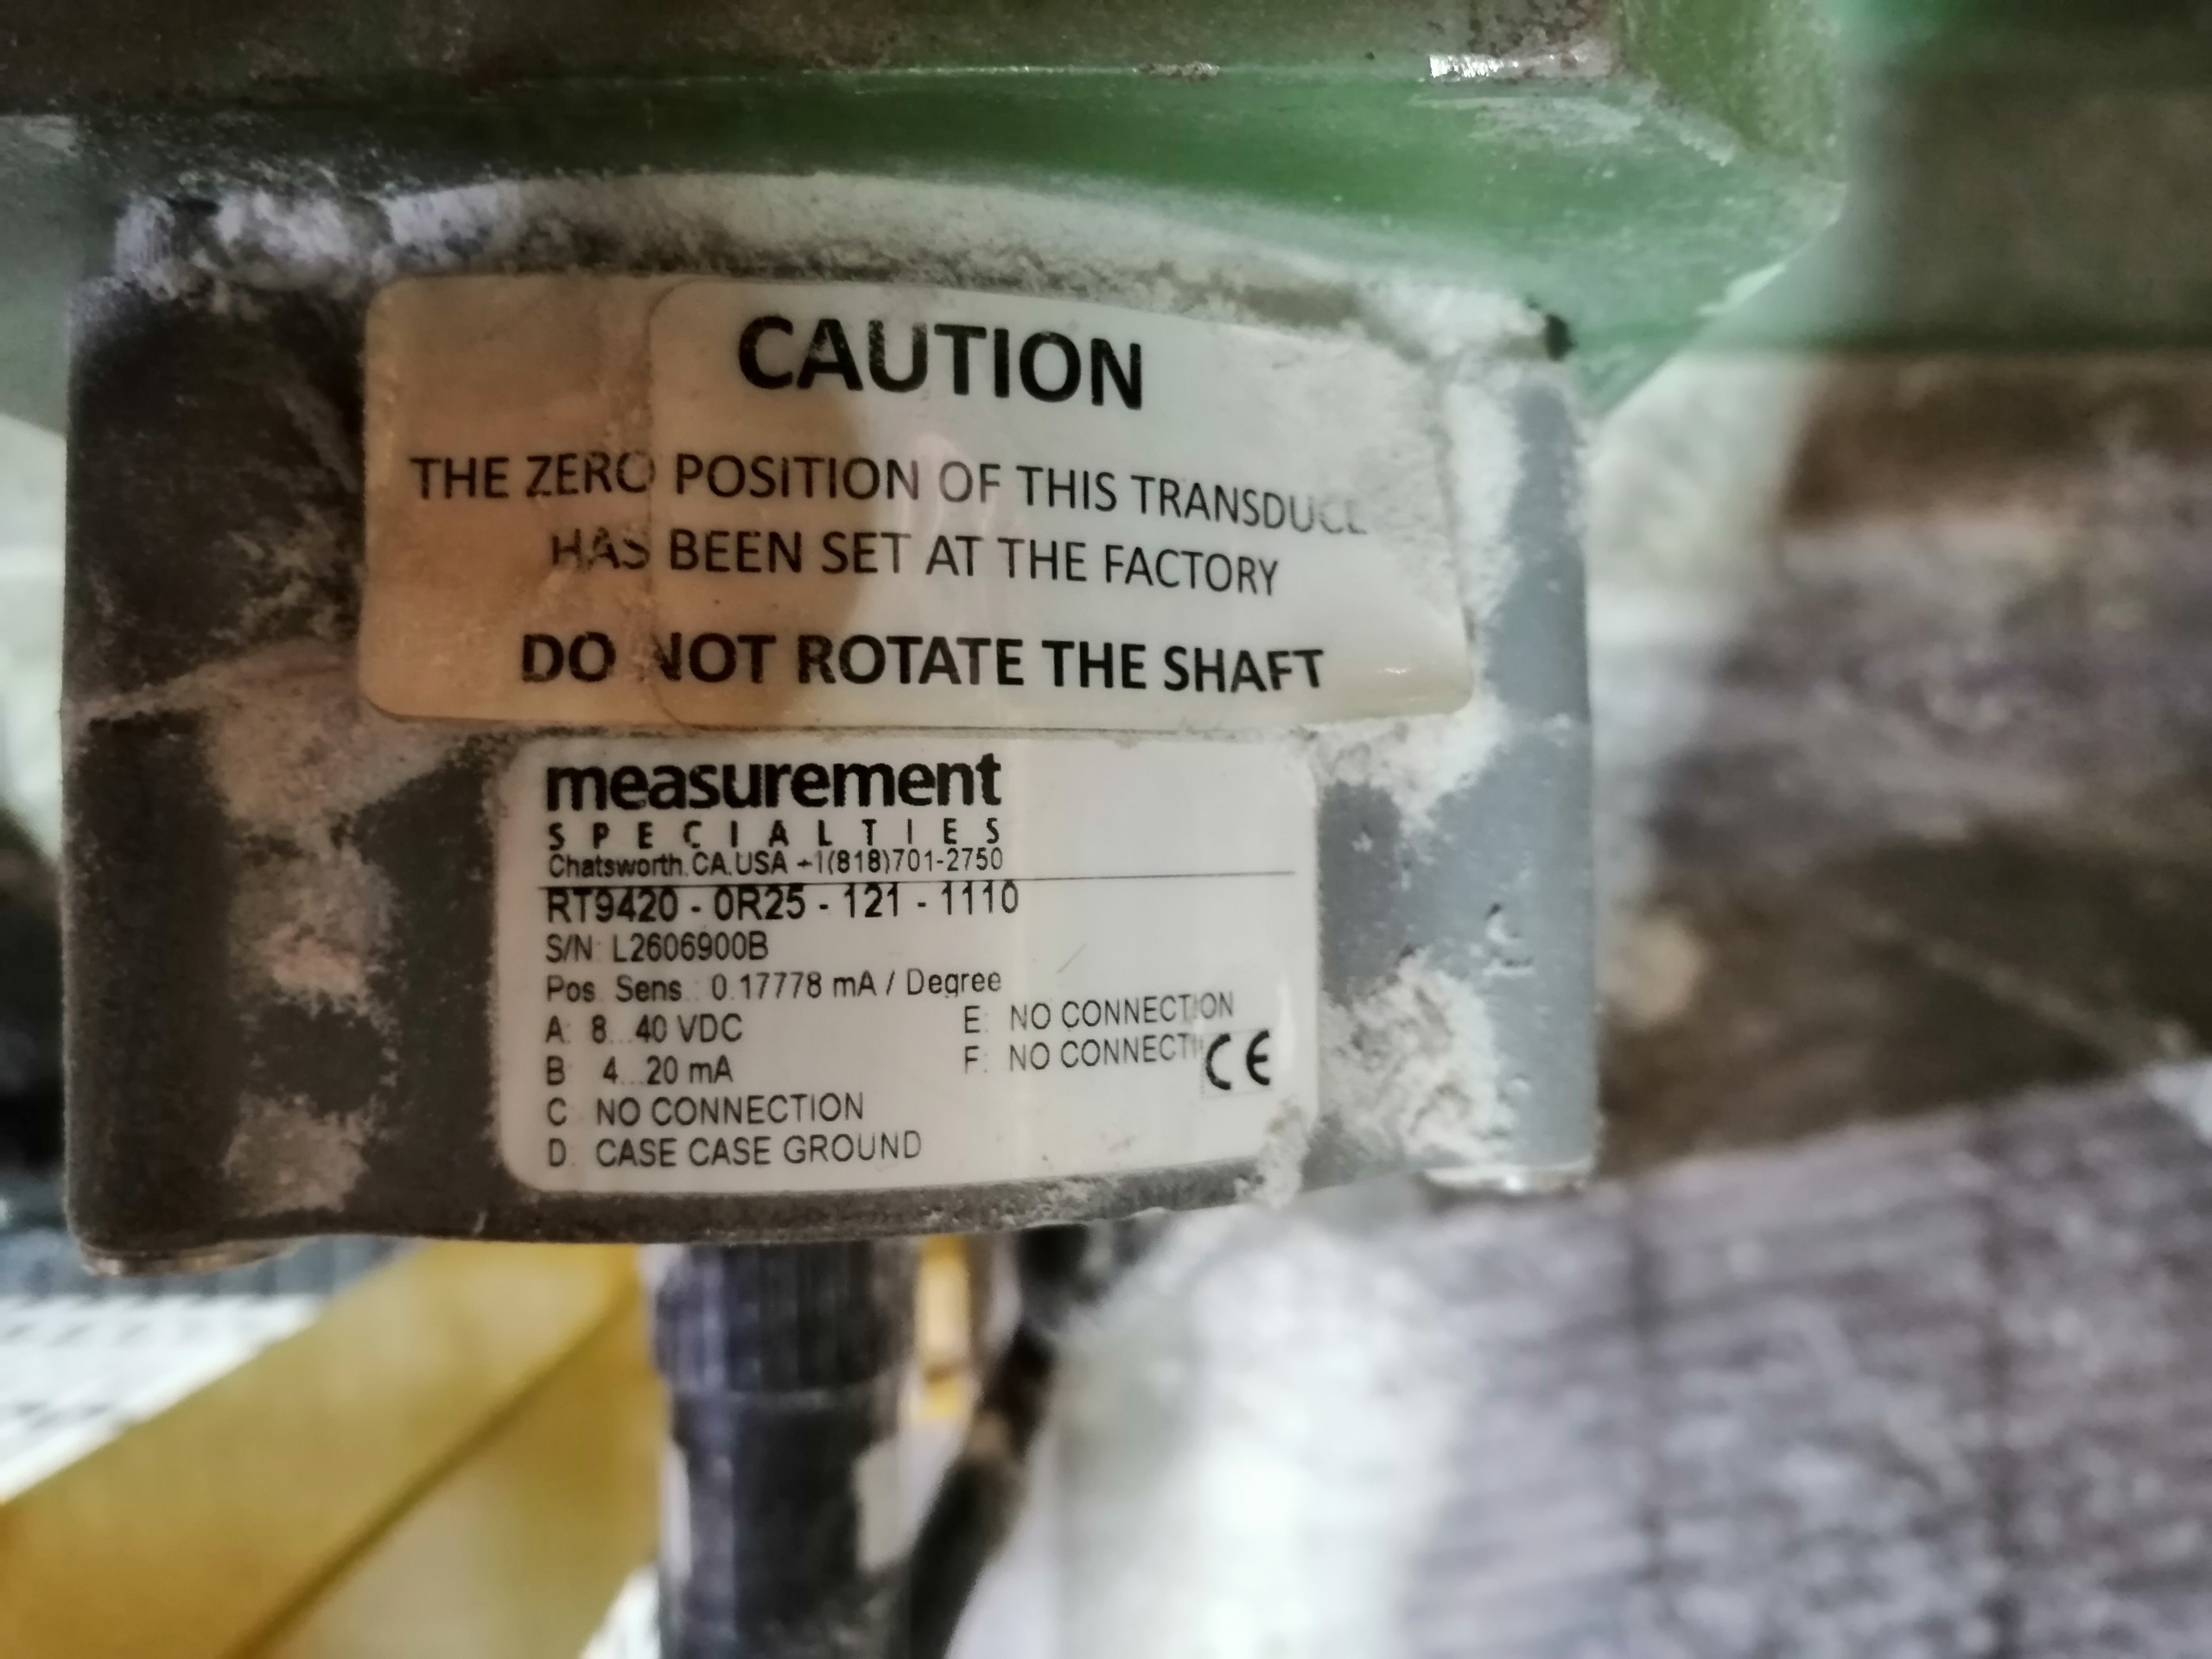 CAUTION
THE ZERO POSITION OF THIS TRANSDUCE
HAS BEEN SET AT THE FACTORY
DO NOT ROTATE THE SHAFT
measurement
SPECIALTIES
Chatsworth.CA.USA +1(818)701-2750
RT9420 - 0R25 - 121 - 1110
S/N: L2606900B
Pos. Sens.: 0.17778 mA / Degree
A: 8...40 VDC
B: 4...20 mA
C: NO CONNECTION
D: CASE CASE GROUND
E: NO CONNECTION
F: NO CONNECTI
CE